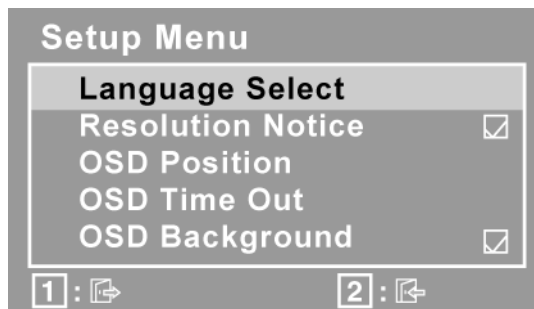 Setup Menu
Language Select
Resolution Notice
OSD Position
OSD Time Out
OSD Background
1 : 2 :